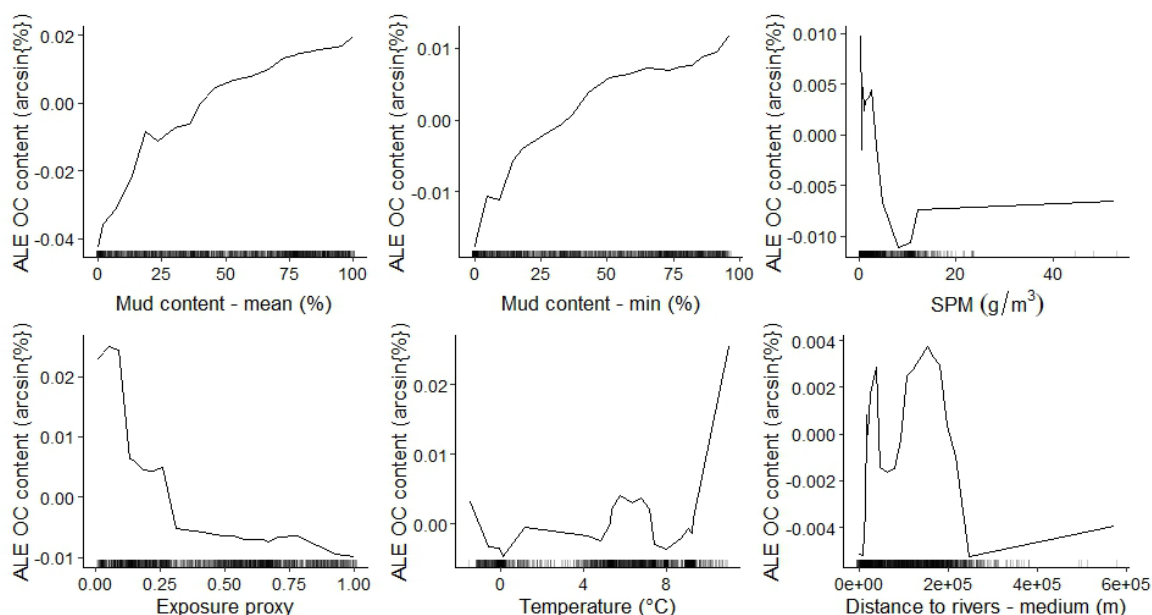 ALE OC content (arcsin{%})
0.02
0.00
-0.02
-0.04
0 25 50 75 100
Mud content - mean (%)
ALE OC content (arcsin{%})
0.01
0.00
-0.01
0 25 50 75 100
Mud content - min (%)
ALE OC content (arcsin{%})
0.010
0.005
0.000
-0.005
-0.010
0 20 40
SPM (g/m³)
ALE OC content (arcsin{%})
0.02
0.01
0.00
-0.01
0.00 0.25 0.50 0.75 1.00
Exposure proxy
ALE OC content (arcsin{%})
0.02
0.01
0.00
0 4 8
Temperature (°C)
ALE OC content (arcsin{%})
0.004
0.002
0.000
-0.002
-0.004
0e+00 2e+05 4e+05 6e+05
Distance to rivers - medium (m)